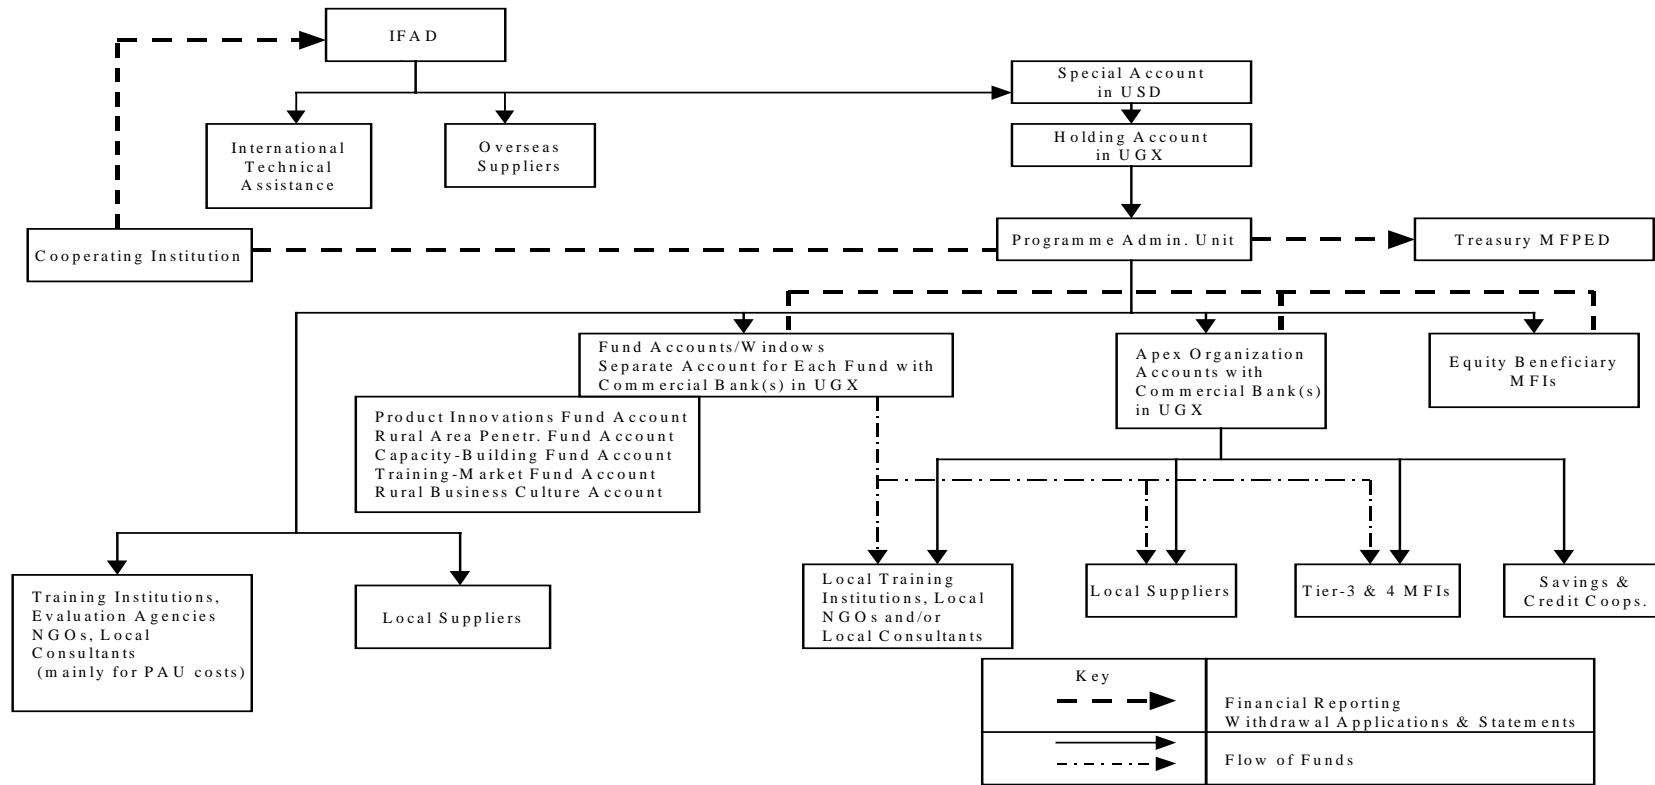 IFAD
Special Account
in USD
International
Technical
Assistance
Overseas
Suppliers
Holding Account
in UGX
Cooperating Institution
Programme Admin. Unit
Treasury MFPED
Fund Accounts/Windows
Separate Account for Each Fund with
Commercial Bank(s) in UGX
Apex Organization
Accounts with
Commercial Bank(s)
in UGX
Equity Beneficiary
MFIs
Product Innovations Fund Account
Rural Area Penetr. Fund Account
Capacity-Building Fund Account
Training-Market Fund Account
Rural Business Culture Account
Training Institutions,
Evaluation Agencies
NGOs, Local
Consultants
(mainly for PAU costs)
Local Suppliers
Local Training
Institutions, Local
NGOs and/or
Local Consultants
Local Suppliers
Tier-3 & 4 MFIs
Savings &
Credit Coops.
Key
Financial Reporting
Withdrawal Applications & Statements
Flow of Funds